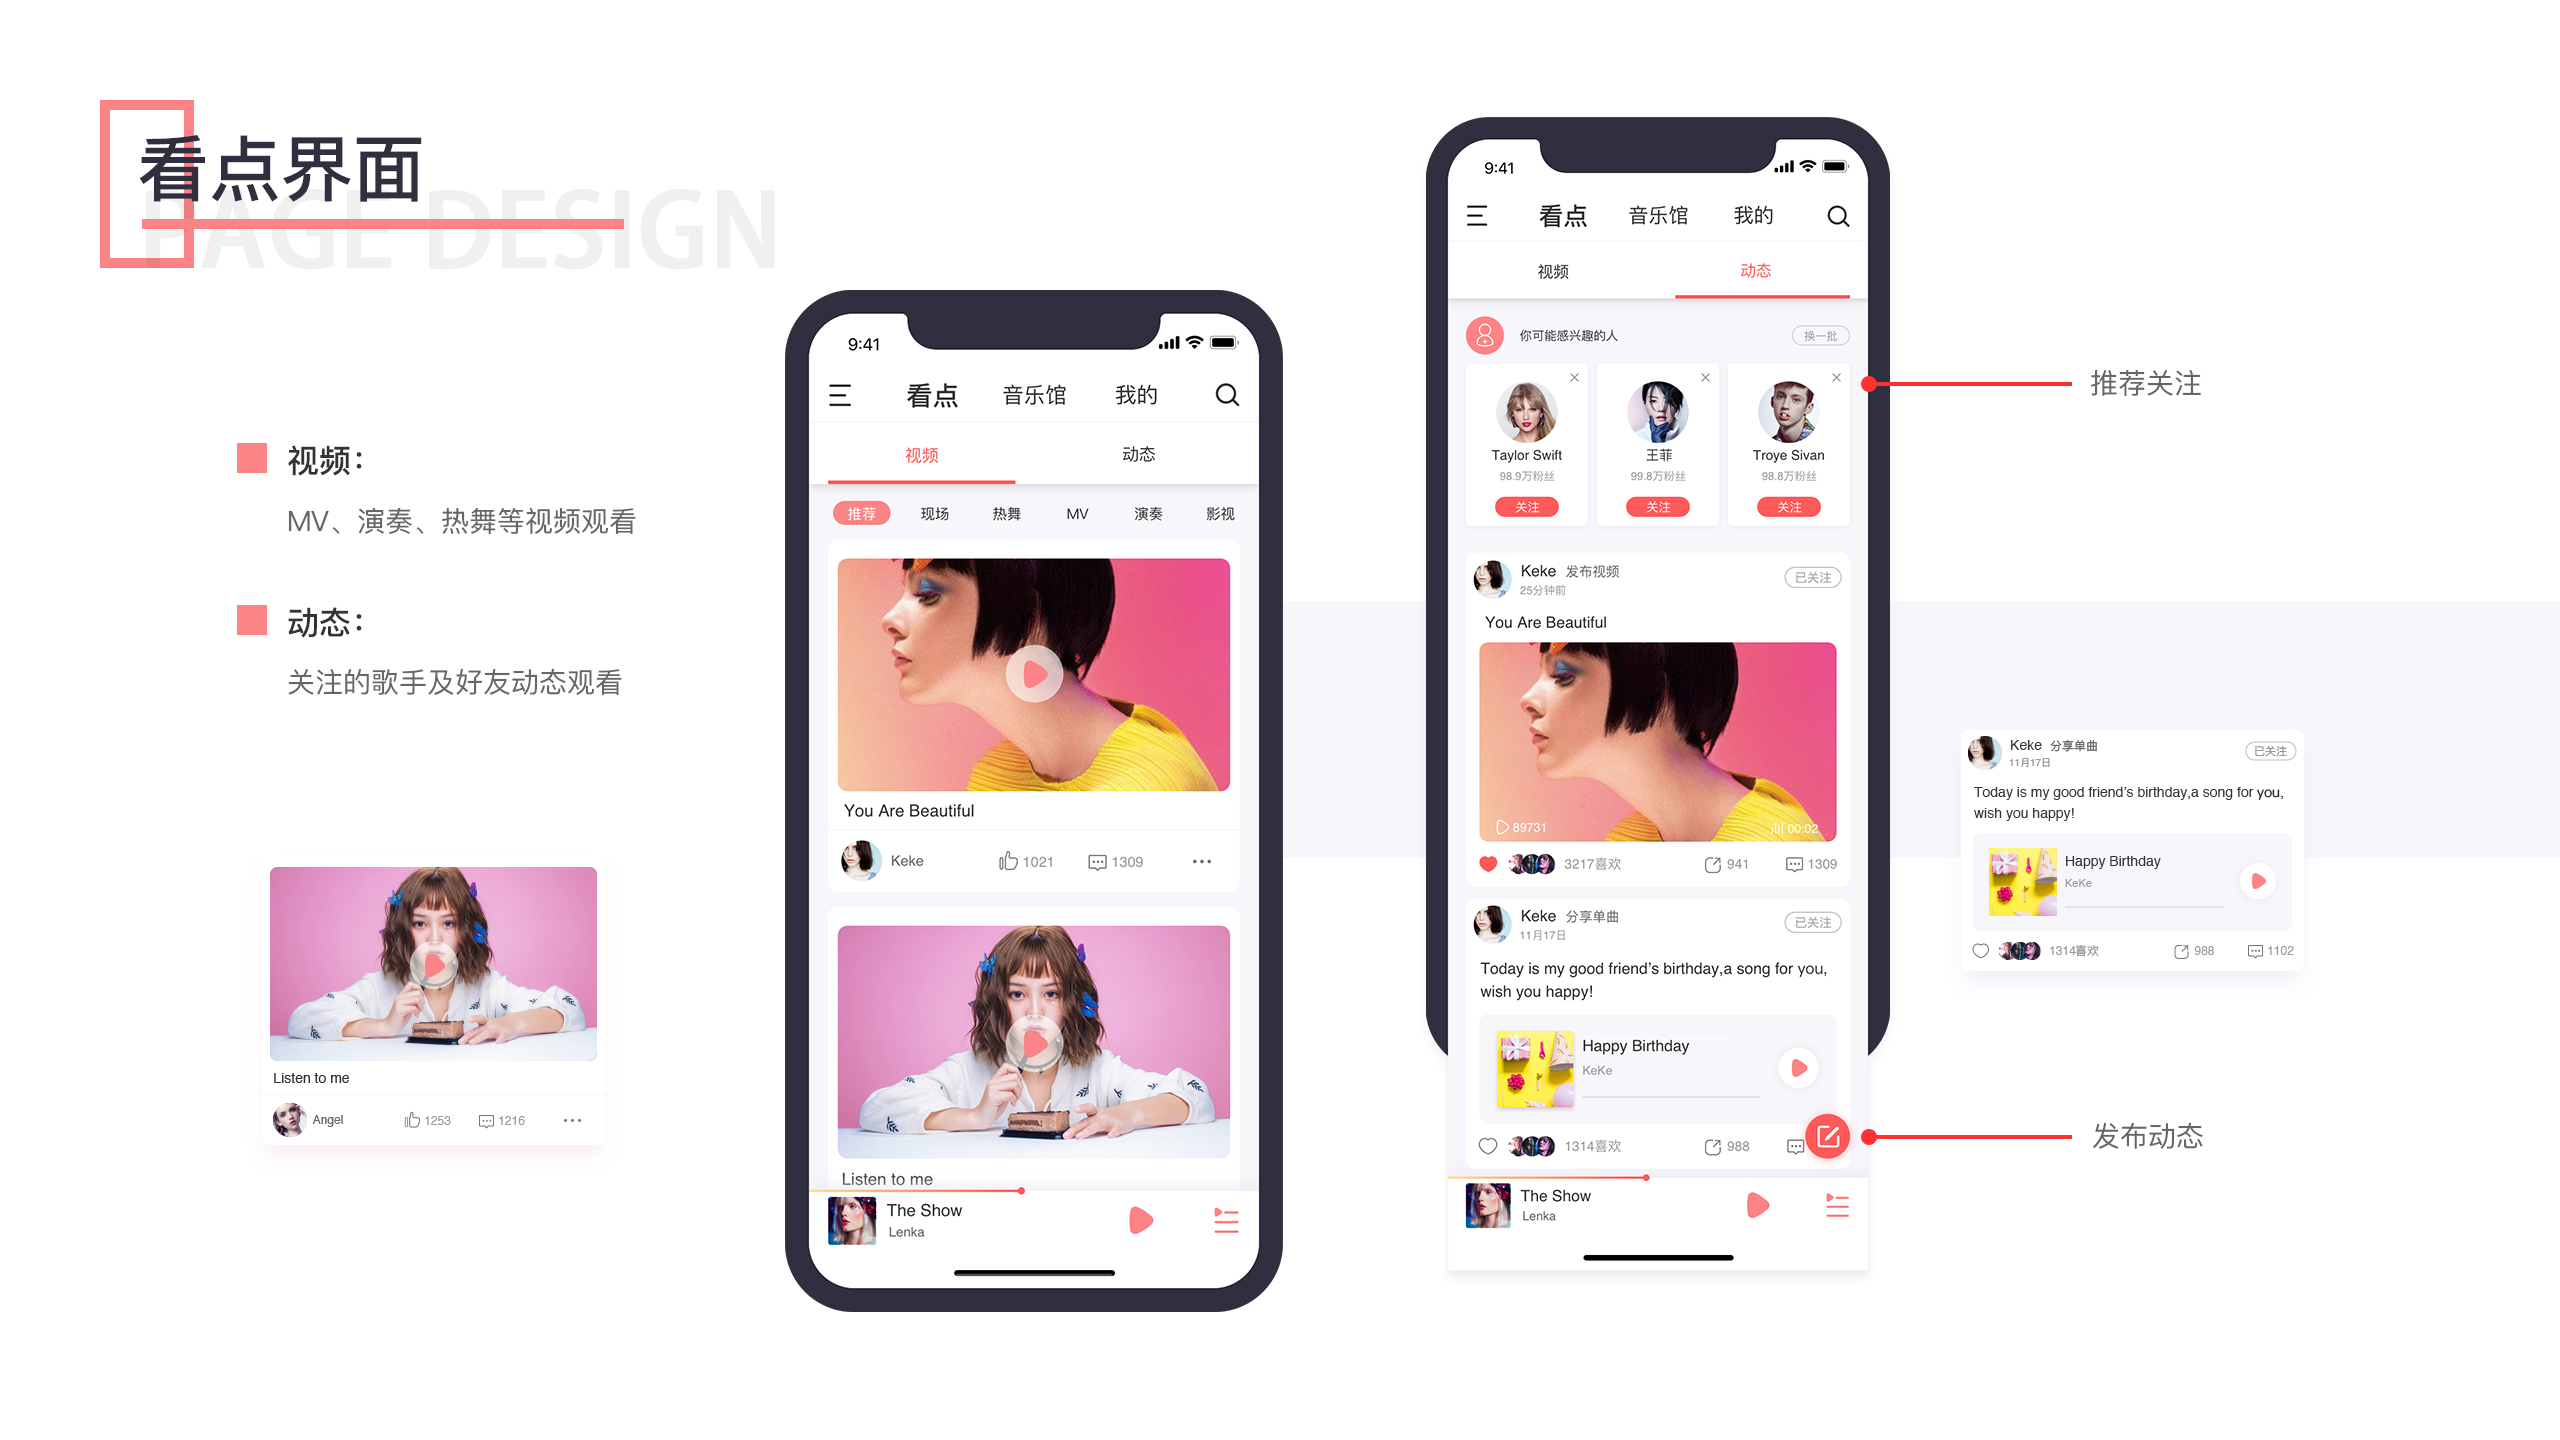 看点界面
PAGE DESIGN
视频：
MV、演奏、热舞等视频观看
动态：
关注的歌手及好友动态观看
Listen to me
Angel 1253 1216
9:41
看点 音乐馆 我的
视频 动态
推荐 现场 热舞 MV 演奏 影视
You Are Beautiful
Keke 1021 1309
Listen to me
The Show
Lenka
9:41
看点 音乐馆 我的
视频 动态
你可能感兴趣的人 换一批
Taylor Swift 王菲 Troye Sivan
98.9万粉丝 99.8万粉丝 98.8万粉丝
关注 关注 关注
Keke 发布视频 已关注
25分钟前
You Are Beautiful
89731 00:02
3217喜欢 941 1309
Keke 分享单曲 已关注
11月17日
Today is my good friend's birthday,a song for you,
wish you happy!
Happy Birthday
KeKe
1314喜欢 988
The Show
Lenka
推荐关注
Keke 分享单曲 已关注
11月17日
Today is my good friend's birthday,a song for you,
wish you happy!
Happy Birthday
KeKe
1314喜欢 988 1102
发布动态